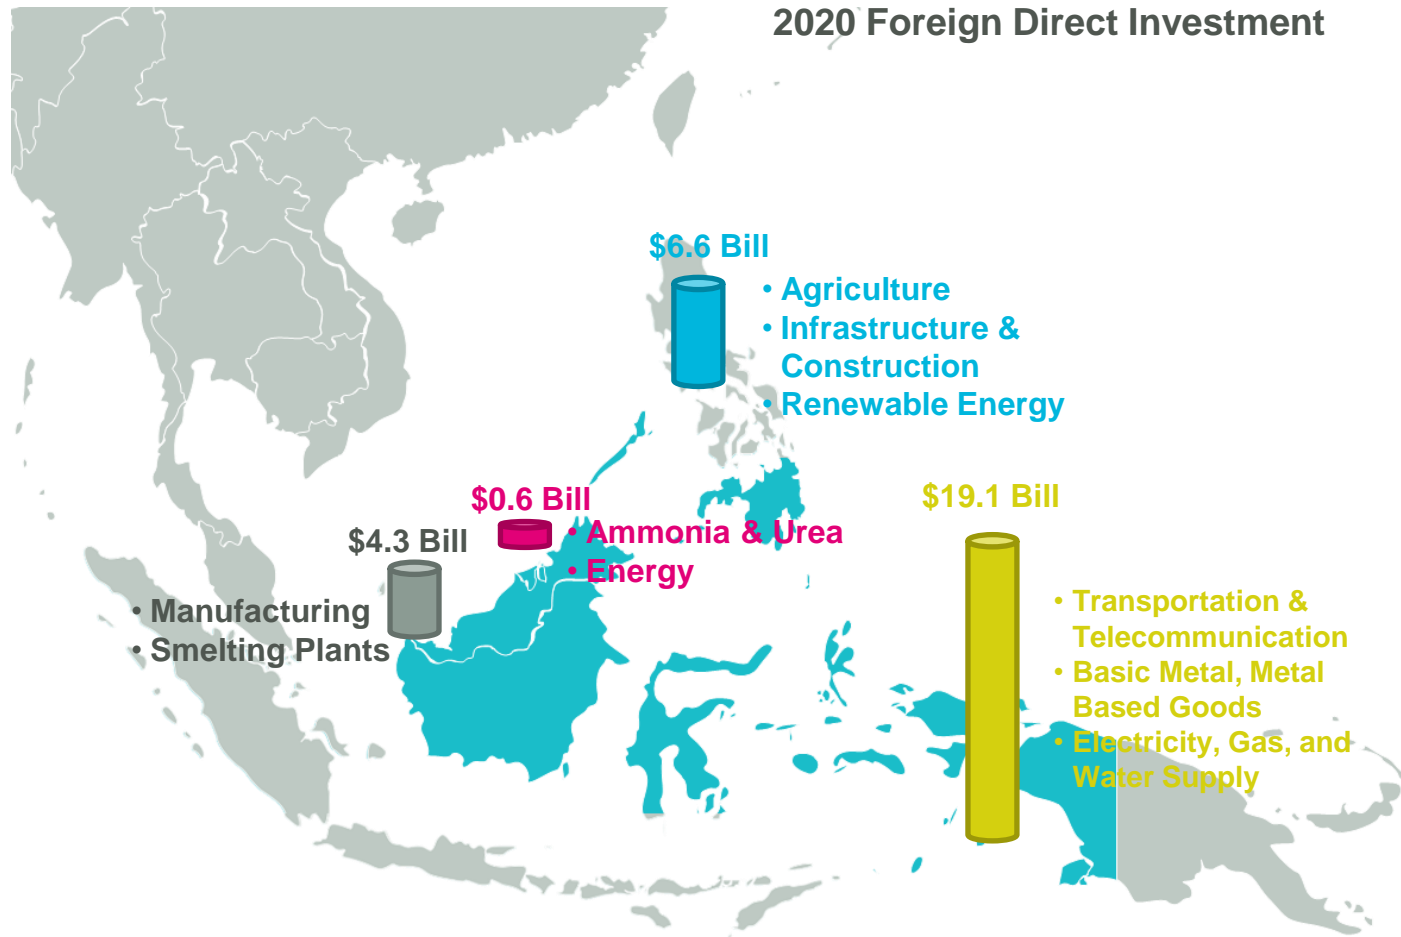 2020 Foreign Direct Investment
$6.6 Bill
• Agriculture
• Infrastructure &
Construction
• Renewable Energy
$0.6 Bill
• Ammonia & Urea
• Energy
$4.3 Bill
• Manufacturing
• Smelting Plants
$19.1 Bill
• Transportation &
Telecommunication
• Basic Metal, Metal
Based Goods
• Electricity, Gas, and
Water Supply